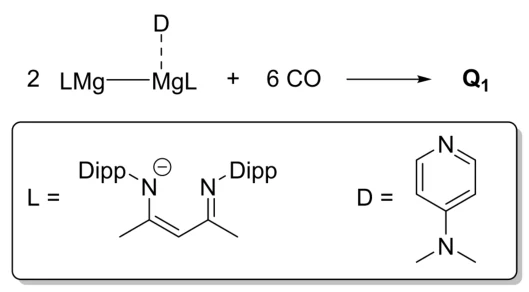 D
2 LMg MgL + 6 CO Q₁
Dipp N ⊖ N Dipp
L = D = N
N